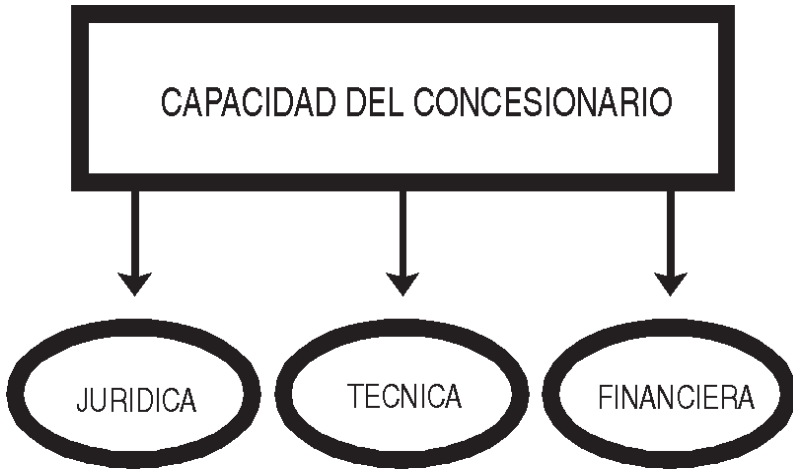 CAPACIDAD DEL CONCESIONARIO
JURIDICA
TECNICA
FINANCIERA